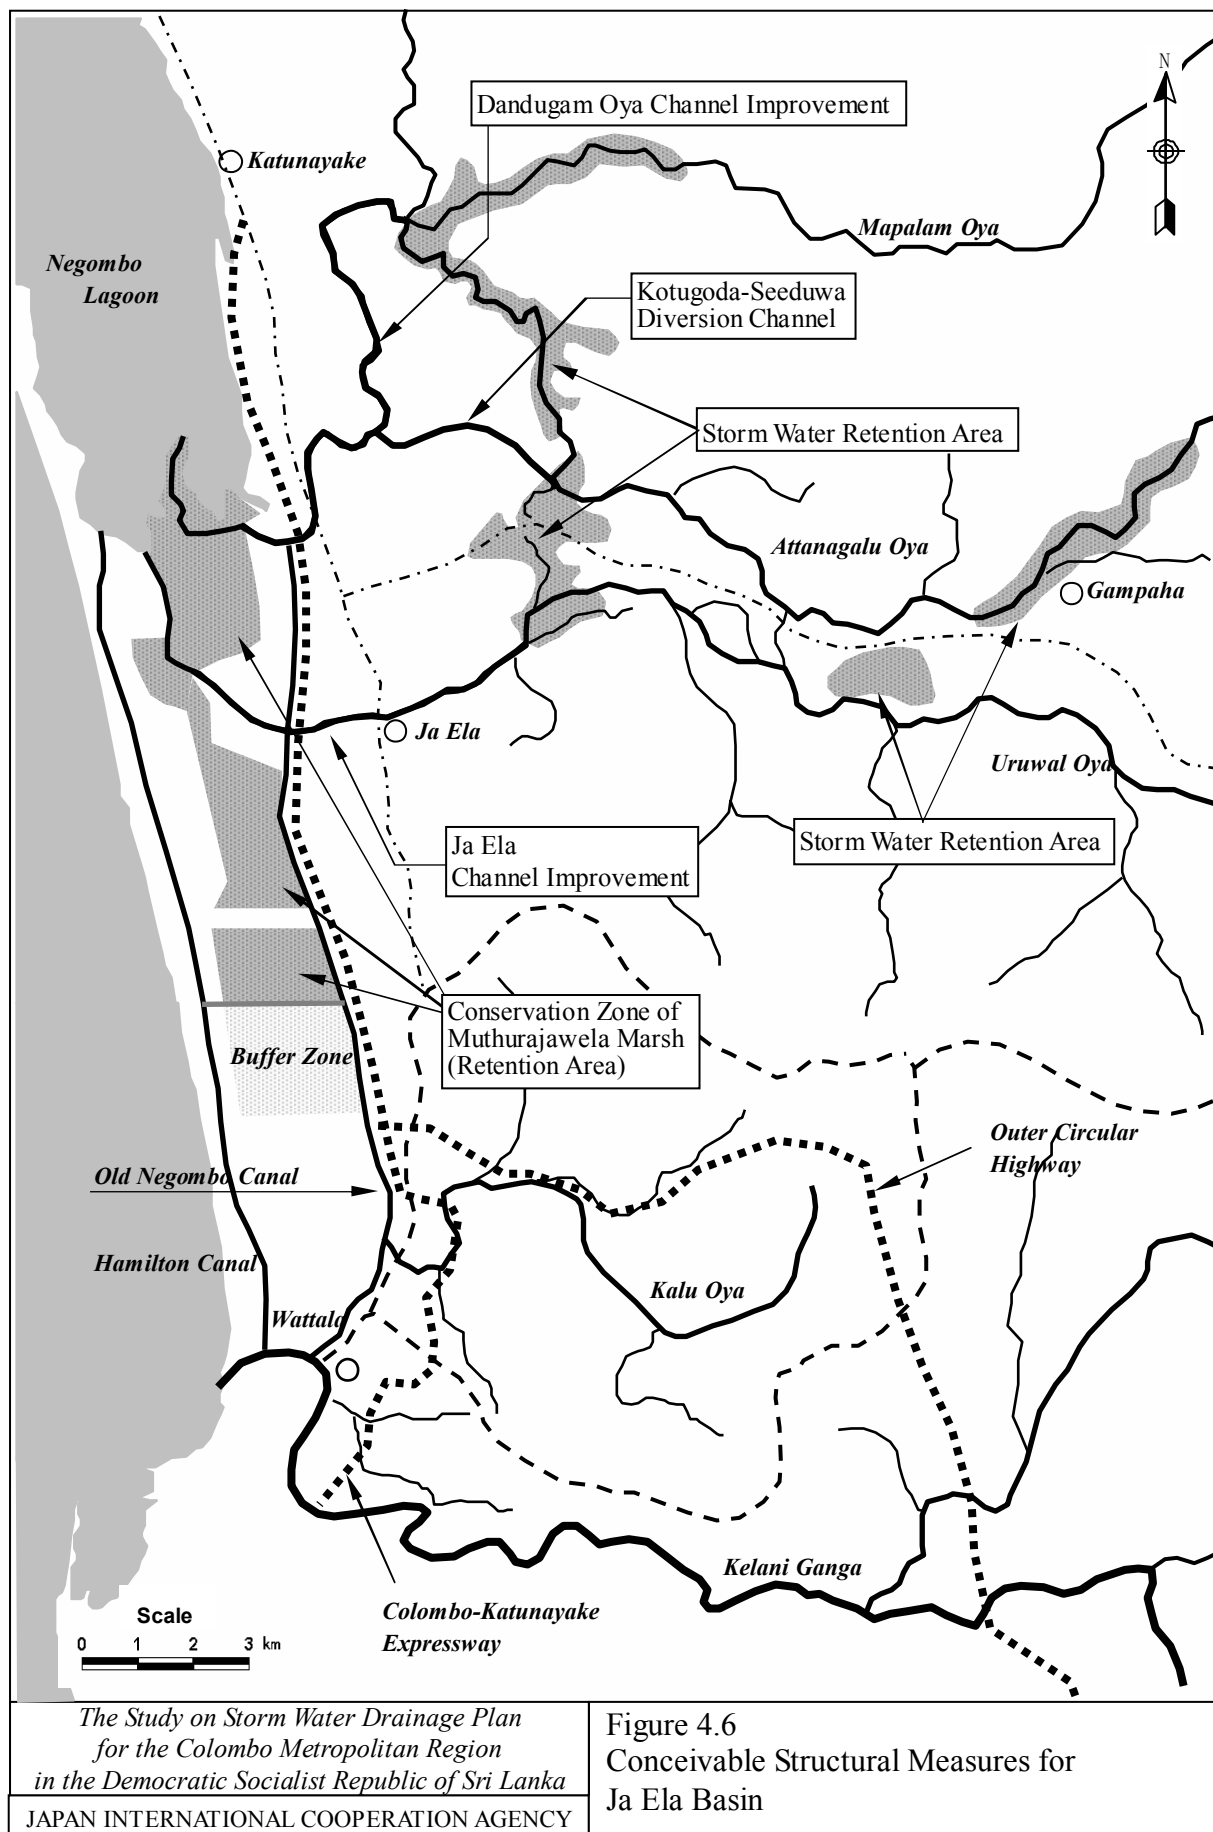 N
Dandugam Oya Channel Improvement
Katunayake
Mapalam Oya
Negombo
Lagoon
Kotugoda-Seeduwa
Diversion Channel
Storm Water Retention Area
Attanagalu Oya
Gampaha
Ja Ela
Uruwal Oya
Ja Ela
Channel Improvement
Storm Water Retention Area
Conservation Zone of
Muthurajawela Marsh
(Retention Area)
Buffer Zone
Outer Circular
Highway
Old Negombo Canal
Hamilton Canal
Kalu Oya
Wattala
Kelani Ganga
Colombo-Katunayake
Expressway
Scale
0 1 2 3 km
The Study on Storm Water Drainage Plan
for the Colombo Metropolitan Region
in the Democratic Socialist Republic of Sri Lanka
JAPAN INTERNATIONAL COOPERATION AGENCY
Figure 4.6
Conceivable Structural Measures for
Ja Ela Basin